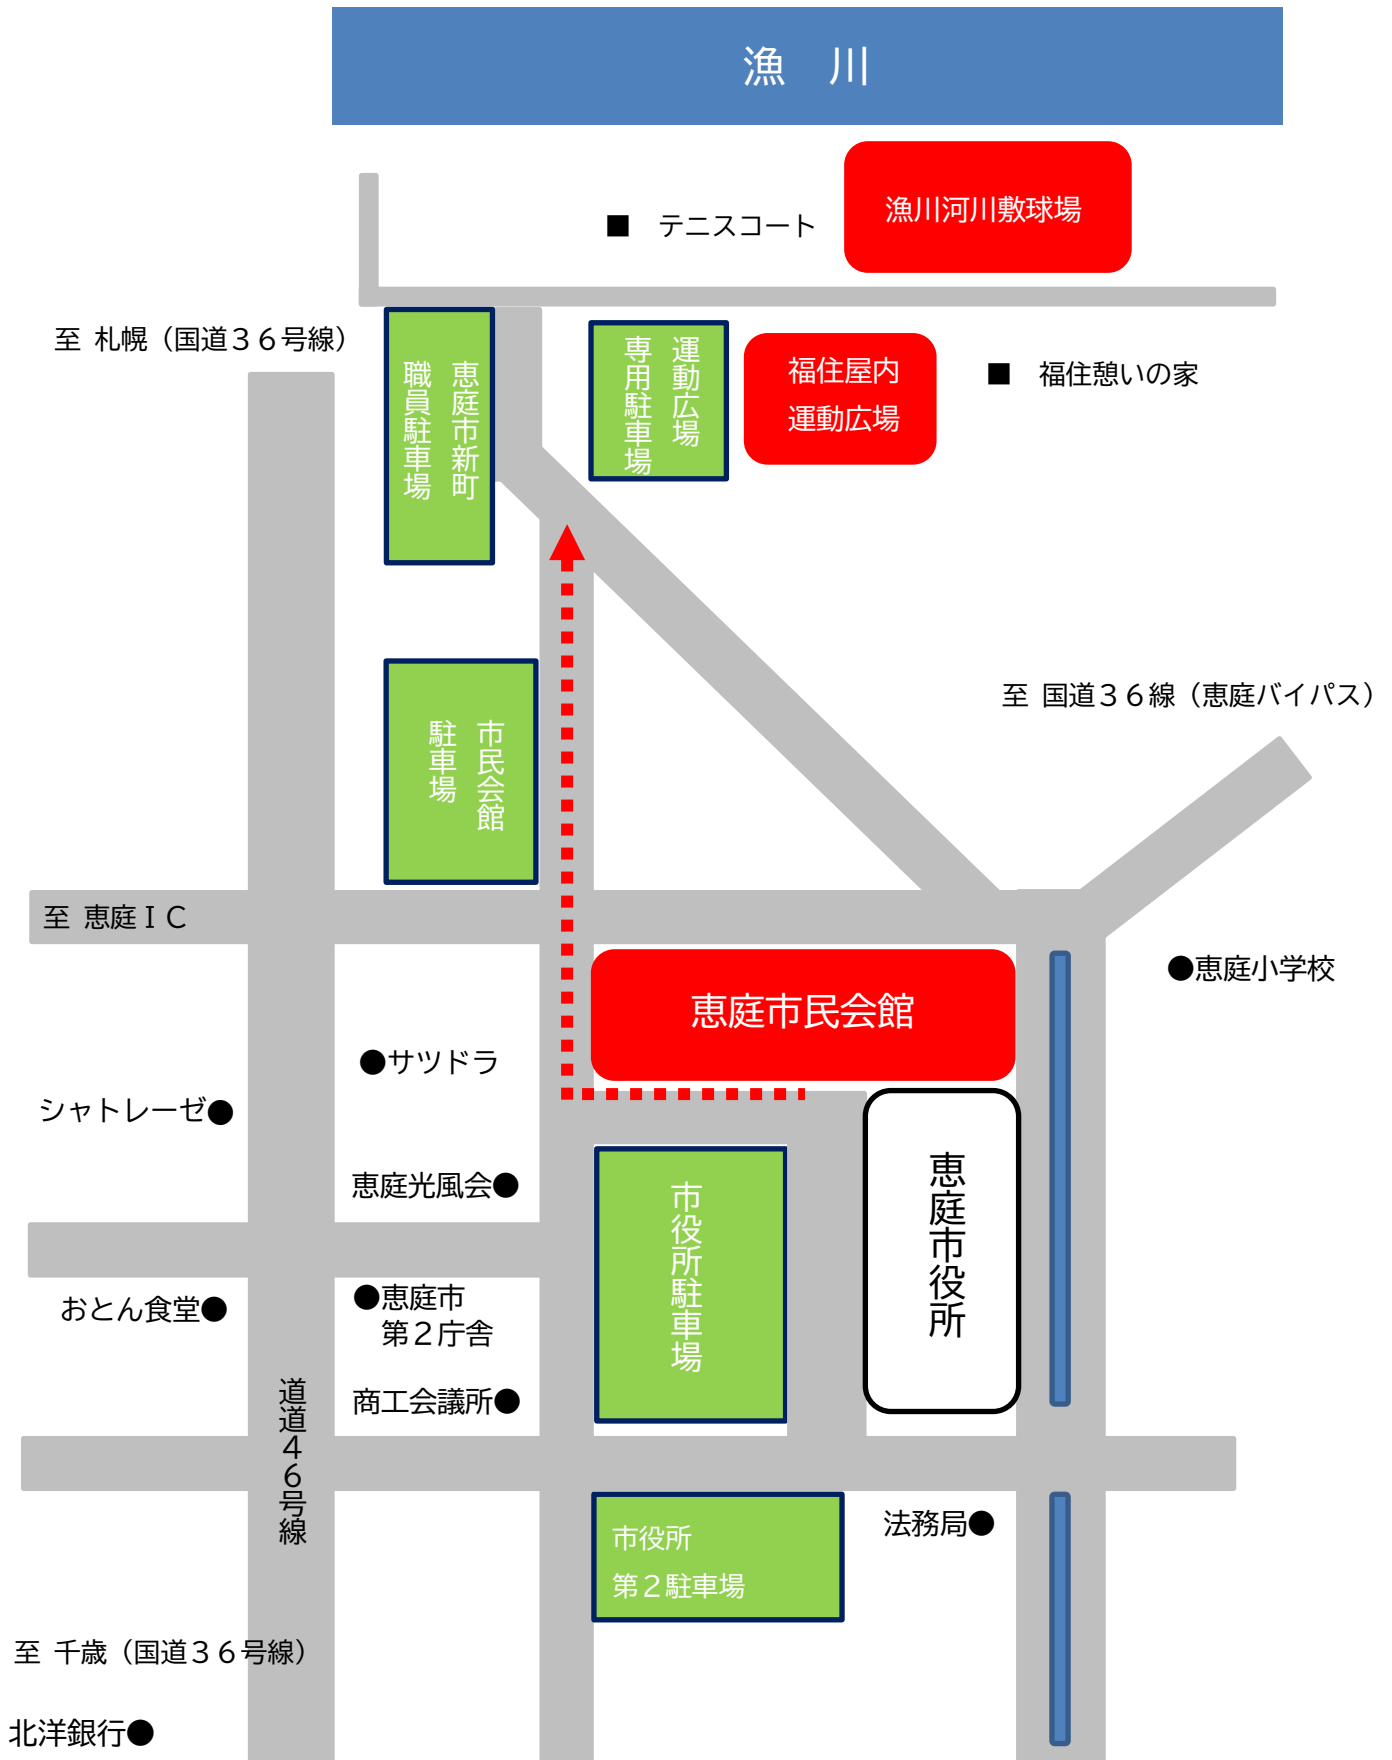 漁　川
漁川河川敷球場
■　テニスコート
至 札幌（国道３６号線）
恵庭市新町
職員駐車場
運動広場
専用駐車場
福住屋内
運動広場
■　福住憩いの家
至 国道３６線（恵庭バイパス）
市民会館
駐車場
至 恵庭ＩＣ
恵庭市民会館
●恵庭小学校
●サツドラ
シャトレーゼ●
恵庭光風会●
市役所駐車場
恵庭市役所
おとん食堂●
●恵庭市
第２庁舎
商工会議所●
道道４６号線
市役所
第２駐車場
法務局●
至 千歳（国道３６号線）
北洋銀行●